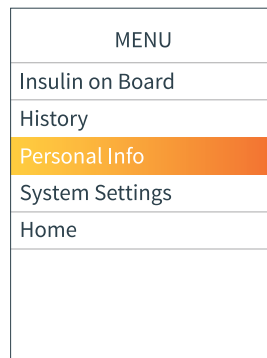 MENU
Insulin on Board
History
Personal Info
System Settings
Home